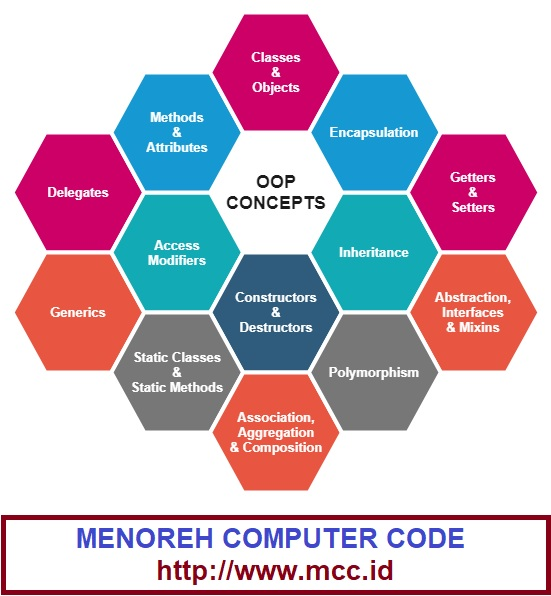 Classes
&
Objects
Methods
&
Attributes
Encapsulation
Delegates
OOP
CONCEPTS
Getters
&
Setters
Access
Modifiers
Inheritance
Generics
Constructors
&
Destructors
Abstraction,
Interfaces
& Mixins
Static Classes
&
Static Methods
Polymorphism
Association,
Aggregation
& Composition
MENOREH COMPUTER CODE
http://www.mcc.id